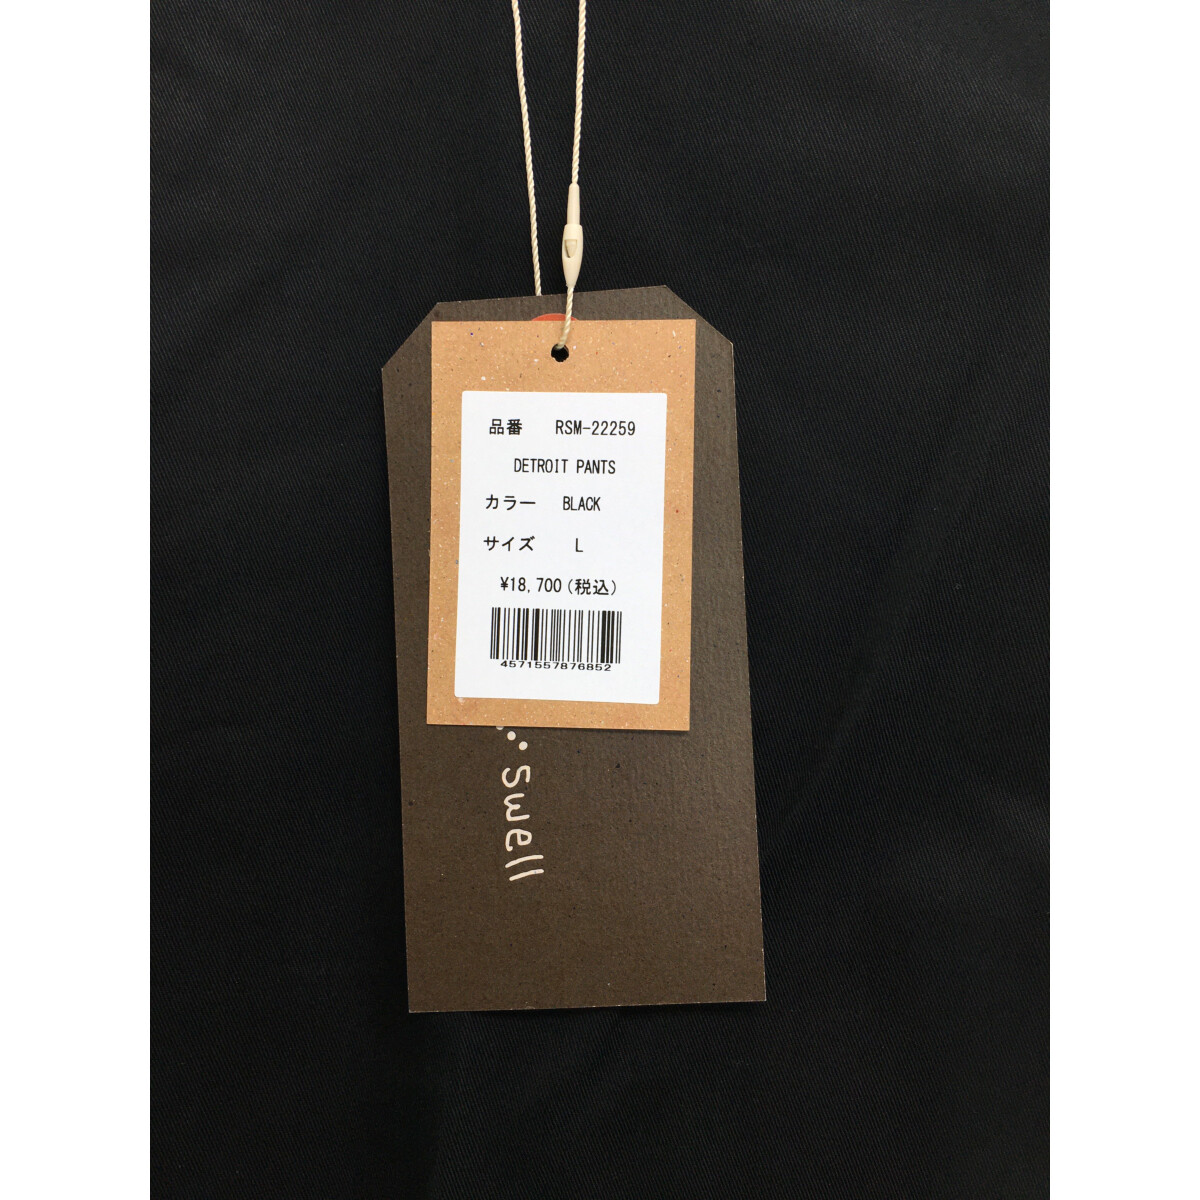 品番 RSM-22259
DETROIT PANTS
カラー BLACK
サイズ L
¥18,700(税込)
4571557876852
swell